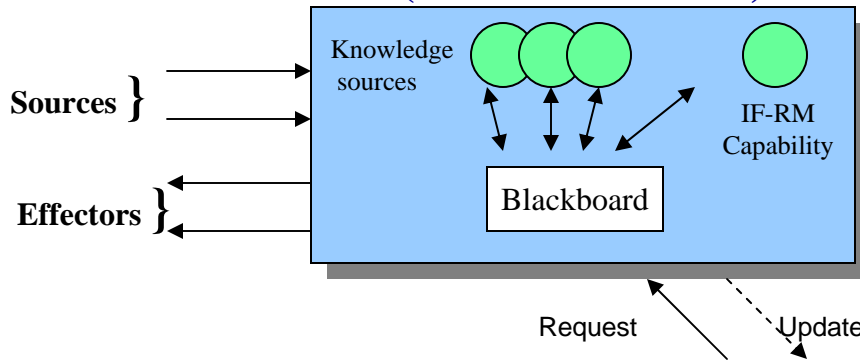 Knowledge
sources
Sources }
IF-RM
Capability
Effectors }
Blackboard
Request
Update